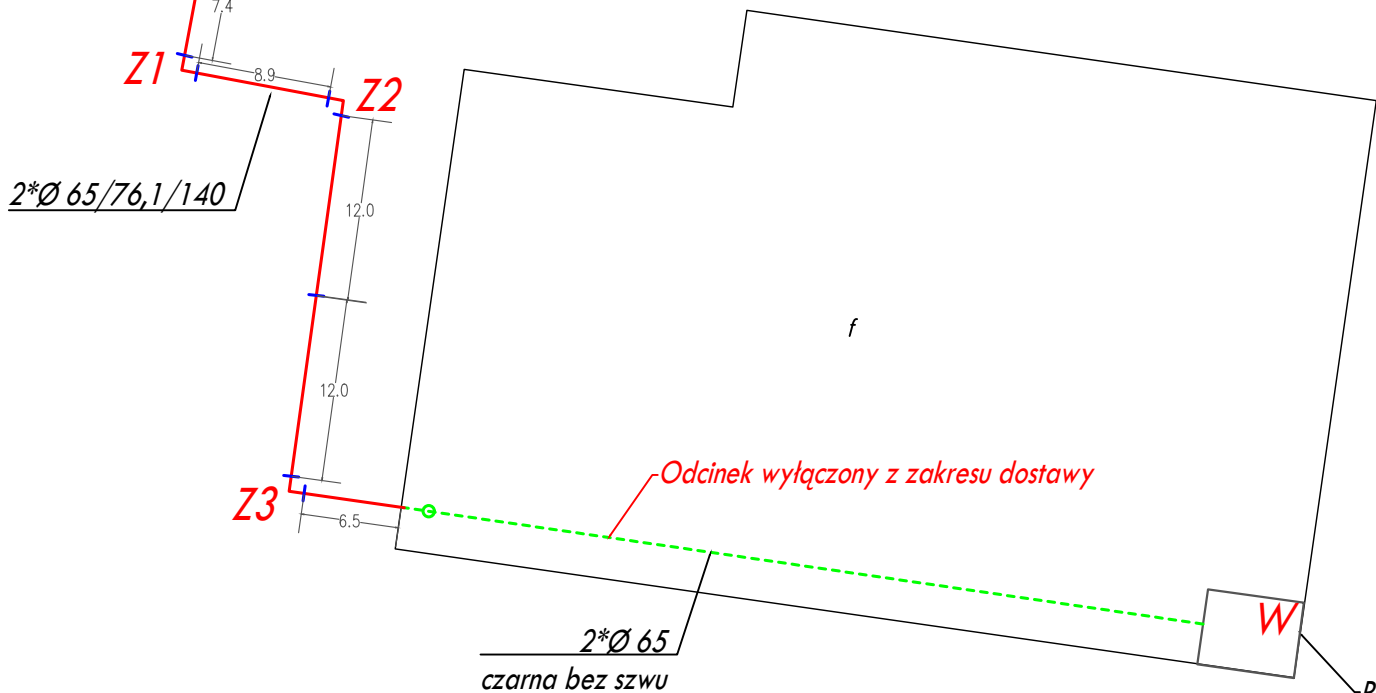 7.4
Z1
8.9
Z2
2*Ø 65/76,1/140
12.0
f
12.0
Odcinek wyłączony z zakresu dostawy
Z3
6.5
W
2*Ø 65
czarna bez szwu